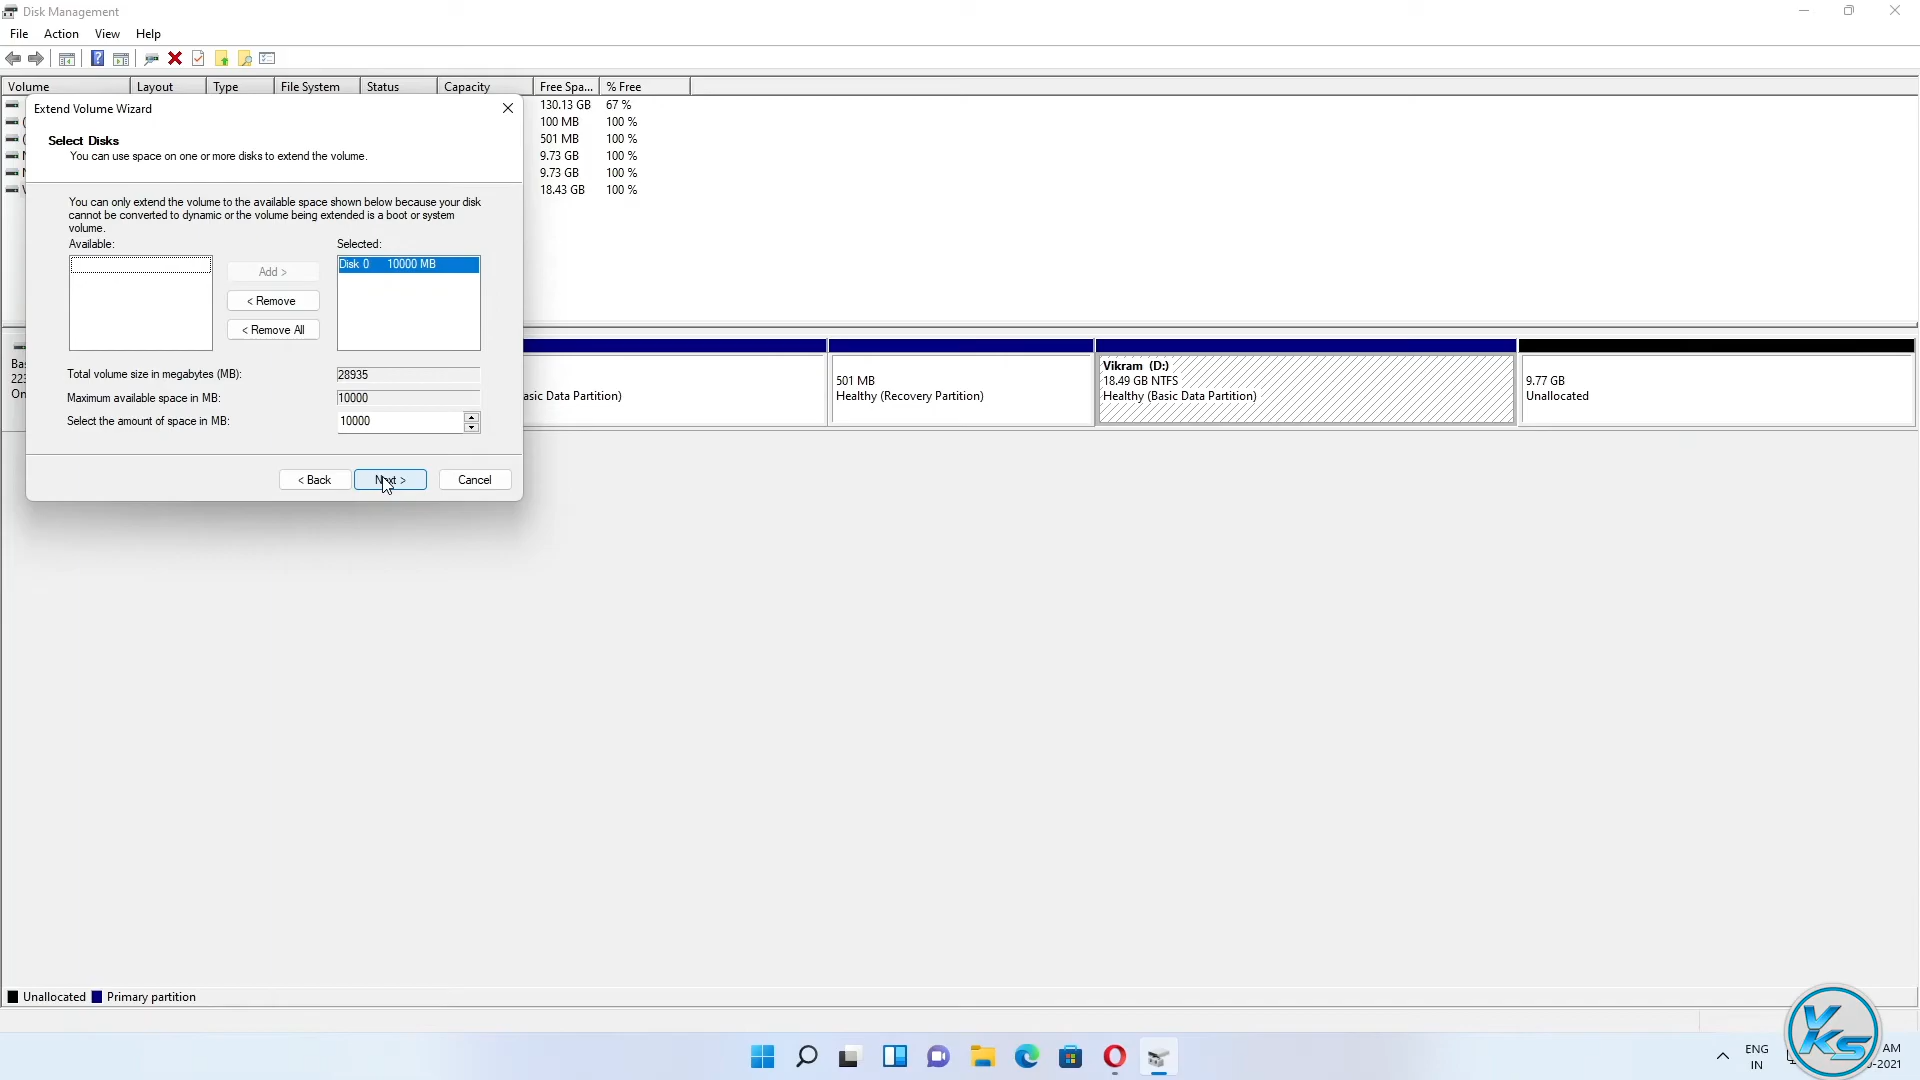 Disk Management
File Action View Help
Volume Layout Type File System Status Capacity Free Spa... % Free
130.13 GB 67 %
100 MB 100 %
501 MB 100 %
9.73 GB 100 %
9.73 GB 100 %
18.43 GB 100 %
Extend Volume Wizard
Select Disks
You can use space on one or more disks to extend the volume.
You can only extend the volume to the available space shown below because your disk
cannot be converted to dynamic or the volume being extended is a boot or system
volume.
Available: Selected:
Disk 0 10000 MB
Add >
< Remove
< Remove All
Total volume size in megabytes (MB): 28935
Maximum available space in MB: 10000
Select the amount of space in MB: 10000
< Back Next > Cancel
Bas
223
On
asic Data Partition)
501 MB
Healthy (Recovery Partition)
Vikram (D:)
18.49 GB NTFS
Healthy (Basic Data Partition)
9.77 GB
Unallocated
Unallocated Primary partition
ENG
IN
AM
-2021
VKS